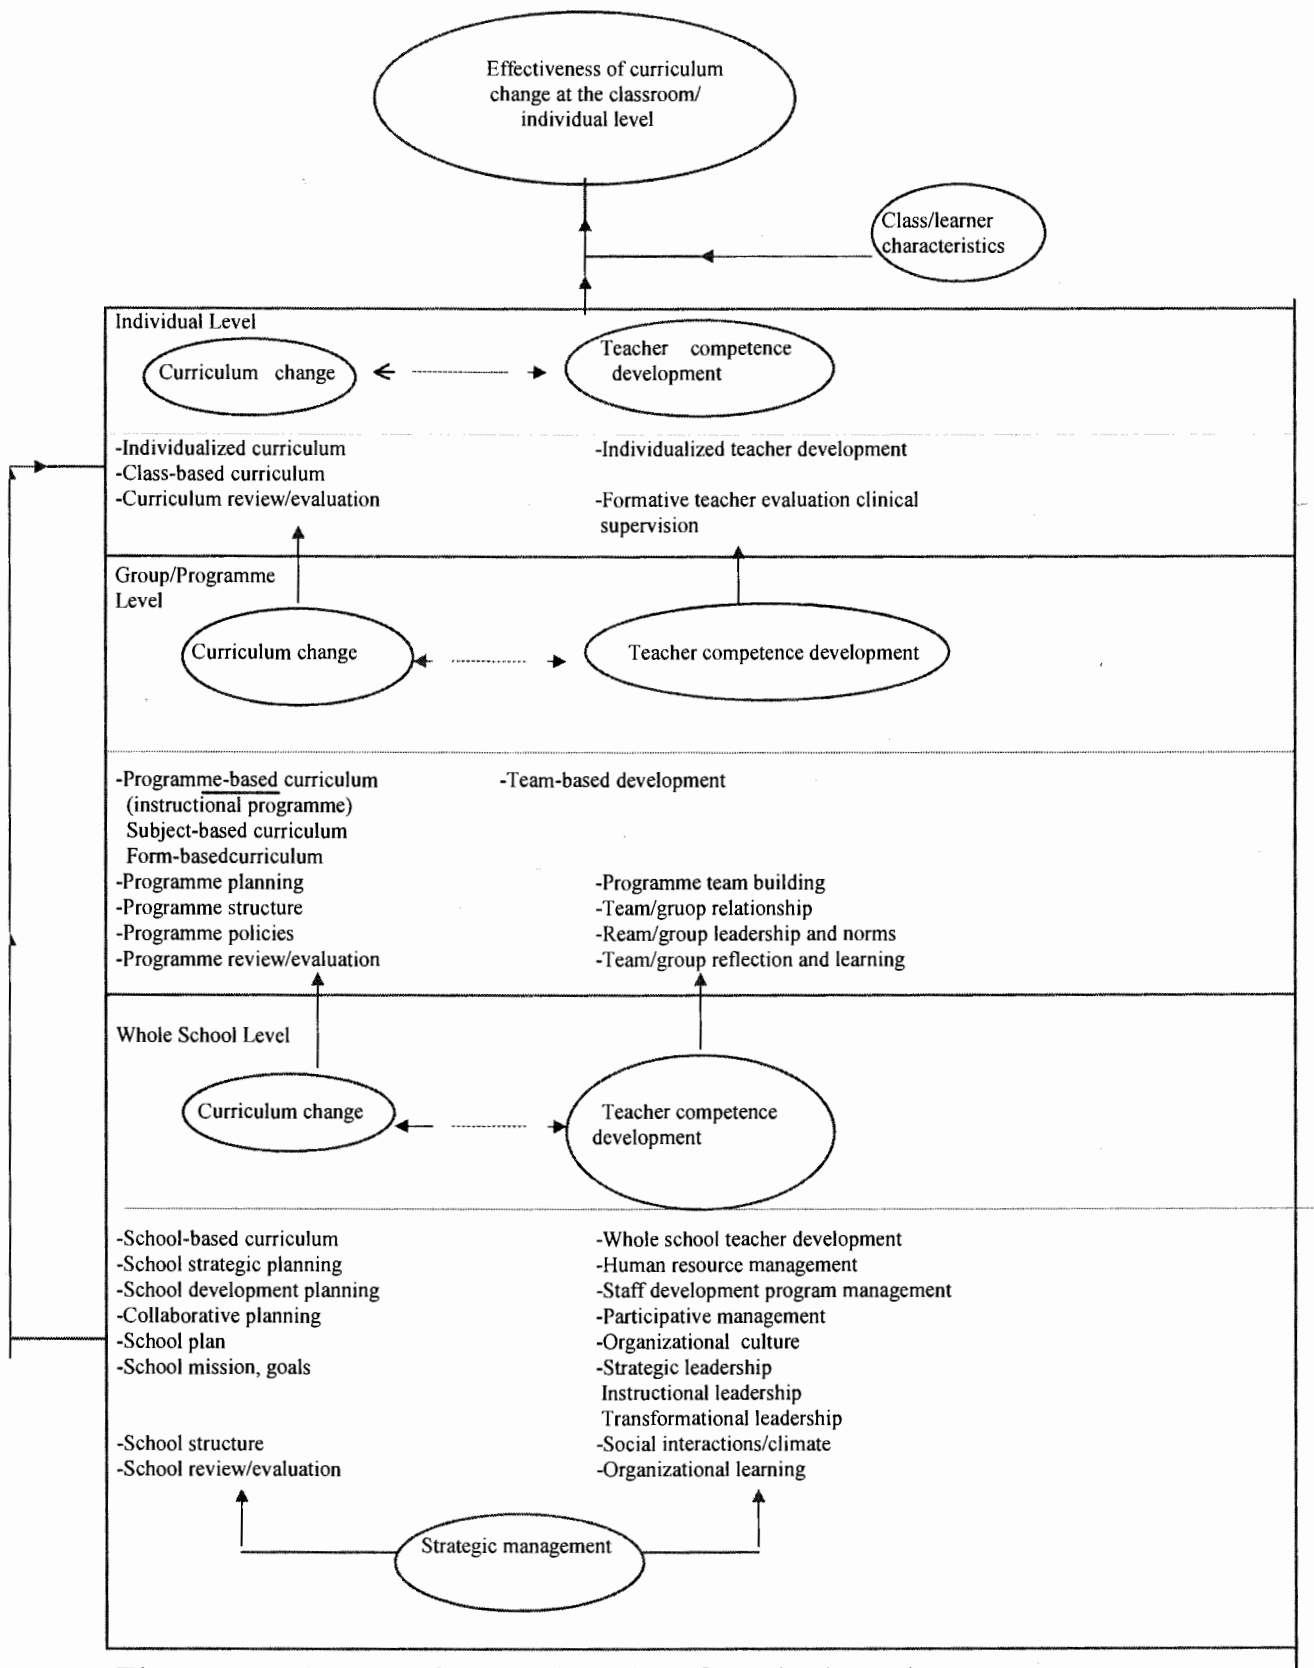 Effectiveness of curriculum
change at the classroom/
individual level
Class/learner
characteristics
Individual Level
Curriculum change
Teacher competence
development
-Individualized curriculum
-Class-based curriculum
-Curriculum review/evaluation
-Individualized teacher development
-Formative teacher evaluation clinical
supervision
Group/Programme
Level
Curriculum change
Teacher competence development
-Programme-based curriculum
(instructional programme)
Subject-based curriculum
Form-basedcurriculum
-Programme planning
-Programme structure
-Programme policies
-Programme review/evaluation
-Team-based development
-Programme team building
-Team/gruop relationship
-Ream/group leadership and norms
-Team/group reflection and learning
Whole School Level
Curriculum change
Teacher competence
development
-School-based curriculum
-School strategic planning
-School development planning
-Collaborative planning
-School plan
-School mission, goals
-School structure
-School review/evaluation
-Whole school teacher development
-Human resource management
-Staff development program management
-Participative management
-Organizational culture
-Strategic leadership
Instructional leadership
Transformational leadership
-Social interactions/climate
-Organizational learning
Strategic management